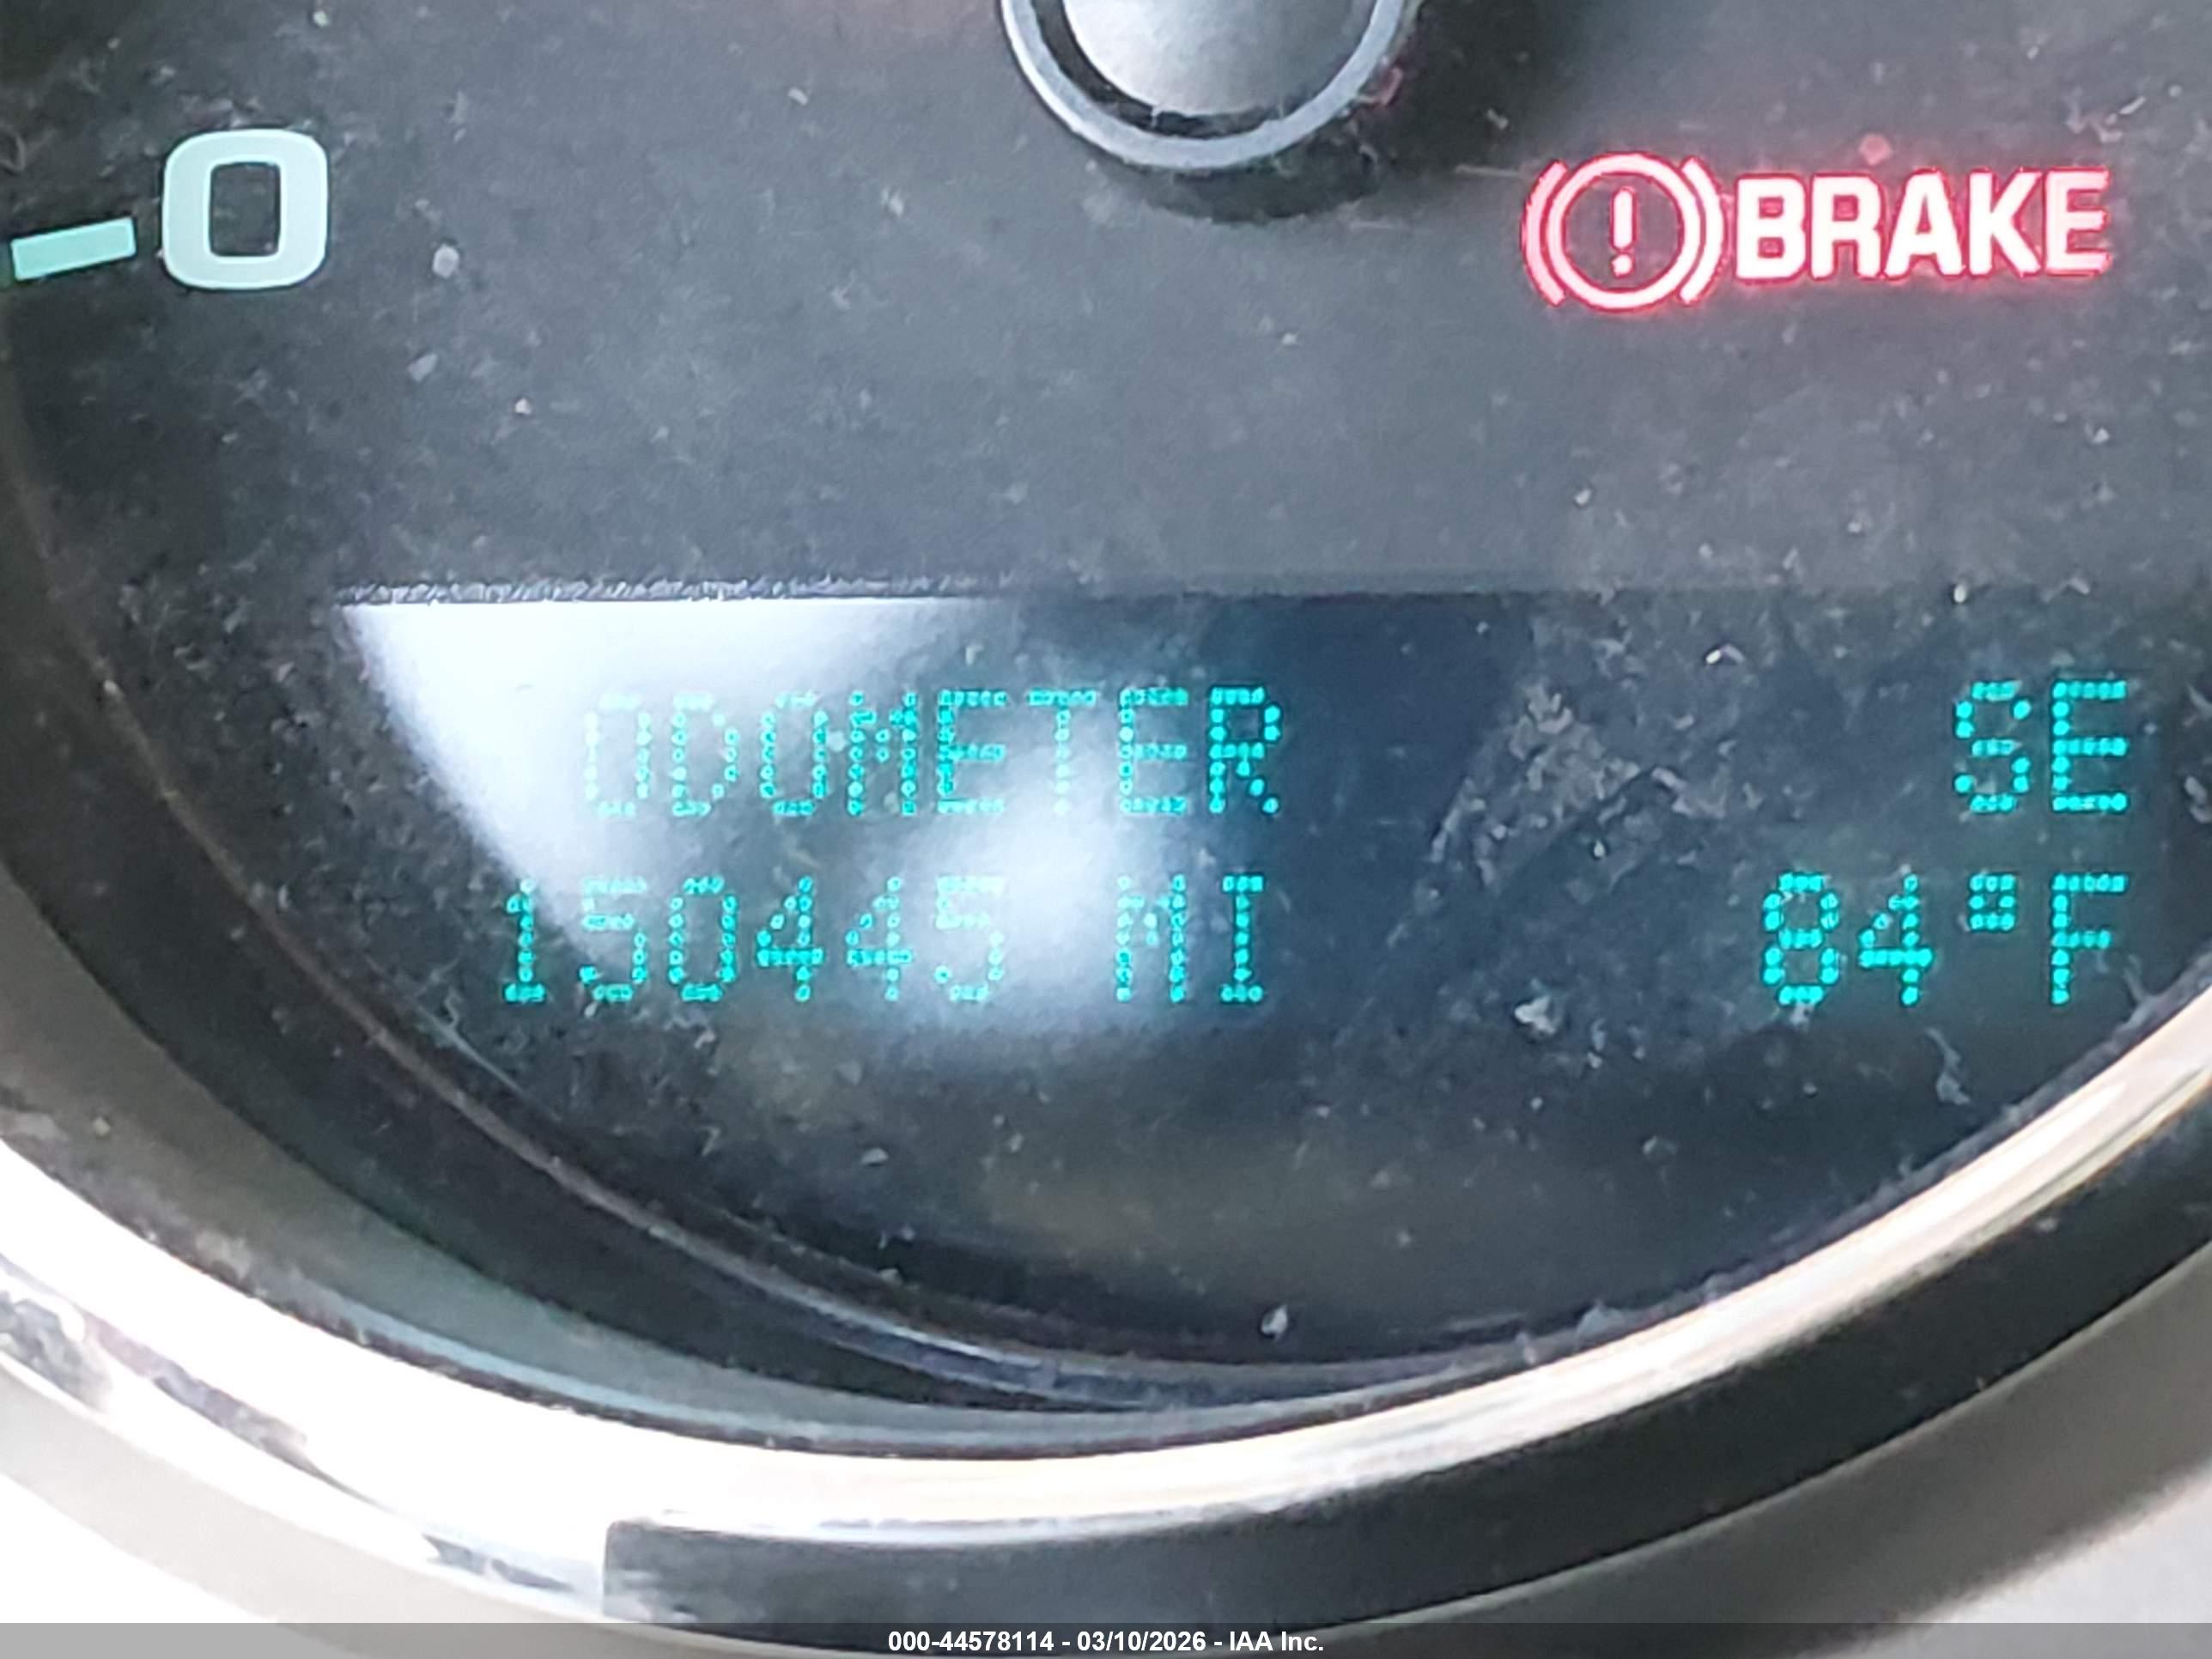 0
BRAKE
ODOMETER SE
150445 MI 84°F
000-44578114 - 03/10/2026 - IAA Inc.